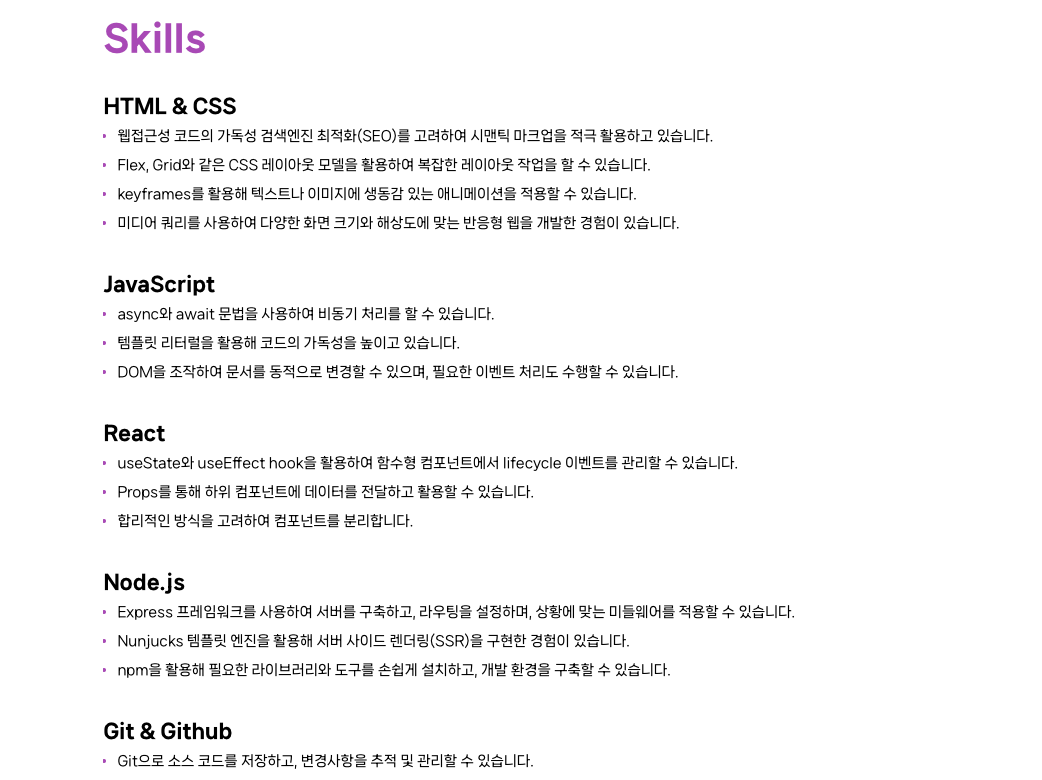 Skills
HTML & CSS
웹접근성 코드의 가독성 검색엔진 최적화(SEO)를 고려하여 시맨틱 마크업을 적극 활용하고 있습니다.
Flex, Grid와 같은 CSS 레이아웃 모델을 활용하여 복잡한 레이아웃 작업을 할 수 있습니다.
keyframes를 활용해 텍스트나 이미지에 생동감 있는 애니메이션을 적용할 수 있습니다.
미디어 쿼리를 사용하여 다양한 화면 크기와 해상도에 맞는 반응형 웹을 개발한 경험이 있습니다.
JavaScript
async와 await 문법을 사용하여 비동기 처리를 할 수 있습니다.
템플릿 리터럴을 활용해 코드의 가독성을 높이고 있습니다.
DOM을 조작하여 문서를 동적으로 변경할 수 있으며, 필요한 이벤트 처리도 수행할 수 있습니다.
React
useState와 useEffect hook을 활용하여 함수형 컴포넌트에서 lifecycle 이벤트를 관리할 수 있습니다.
Props를 통해 하위 컴포넌트에 데이터를 전달하고 활용할 수 있습니다.
합리적인 방식을 고려하여 컴포넌트를 분리합니다.
Node.js
Express 프레임워크를 사용하여 서버를 구축하고, 라우팅을 설정하며, 상황에 맞는 미들웨어를 적용할 수 있습니다.
Nunjucks 템플릿 엔진을 활용해 서버 사이드 렌더링(SSR)을 구현한 경험이 있습니다.
npm을 활용해 필요한 라이브러리와 도구를 손쉽게 설치하고, 개발 환경을 구축할 수 있습니다.
Git & Github
Git으로 소스 코드를 저장하고, 변경사항을 추적 및 관리할 수 있습니다.